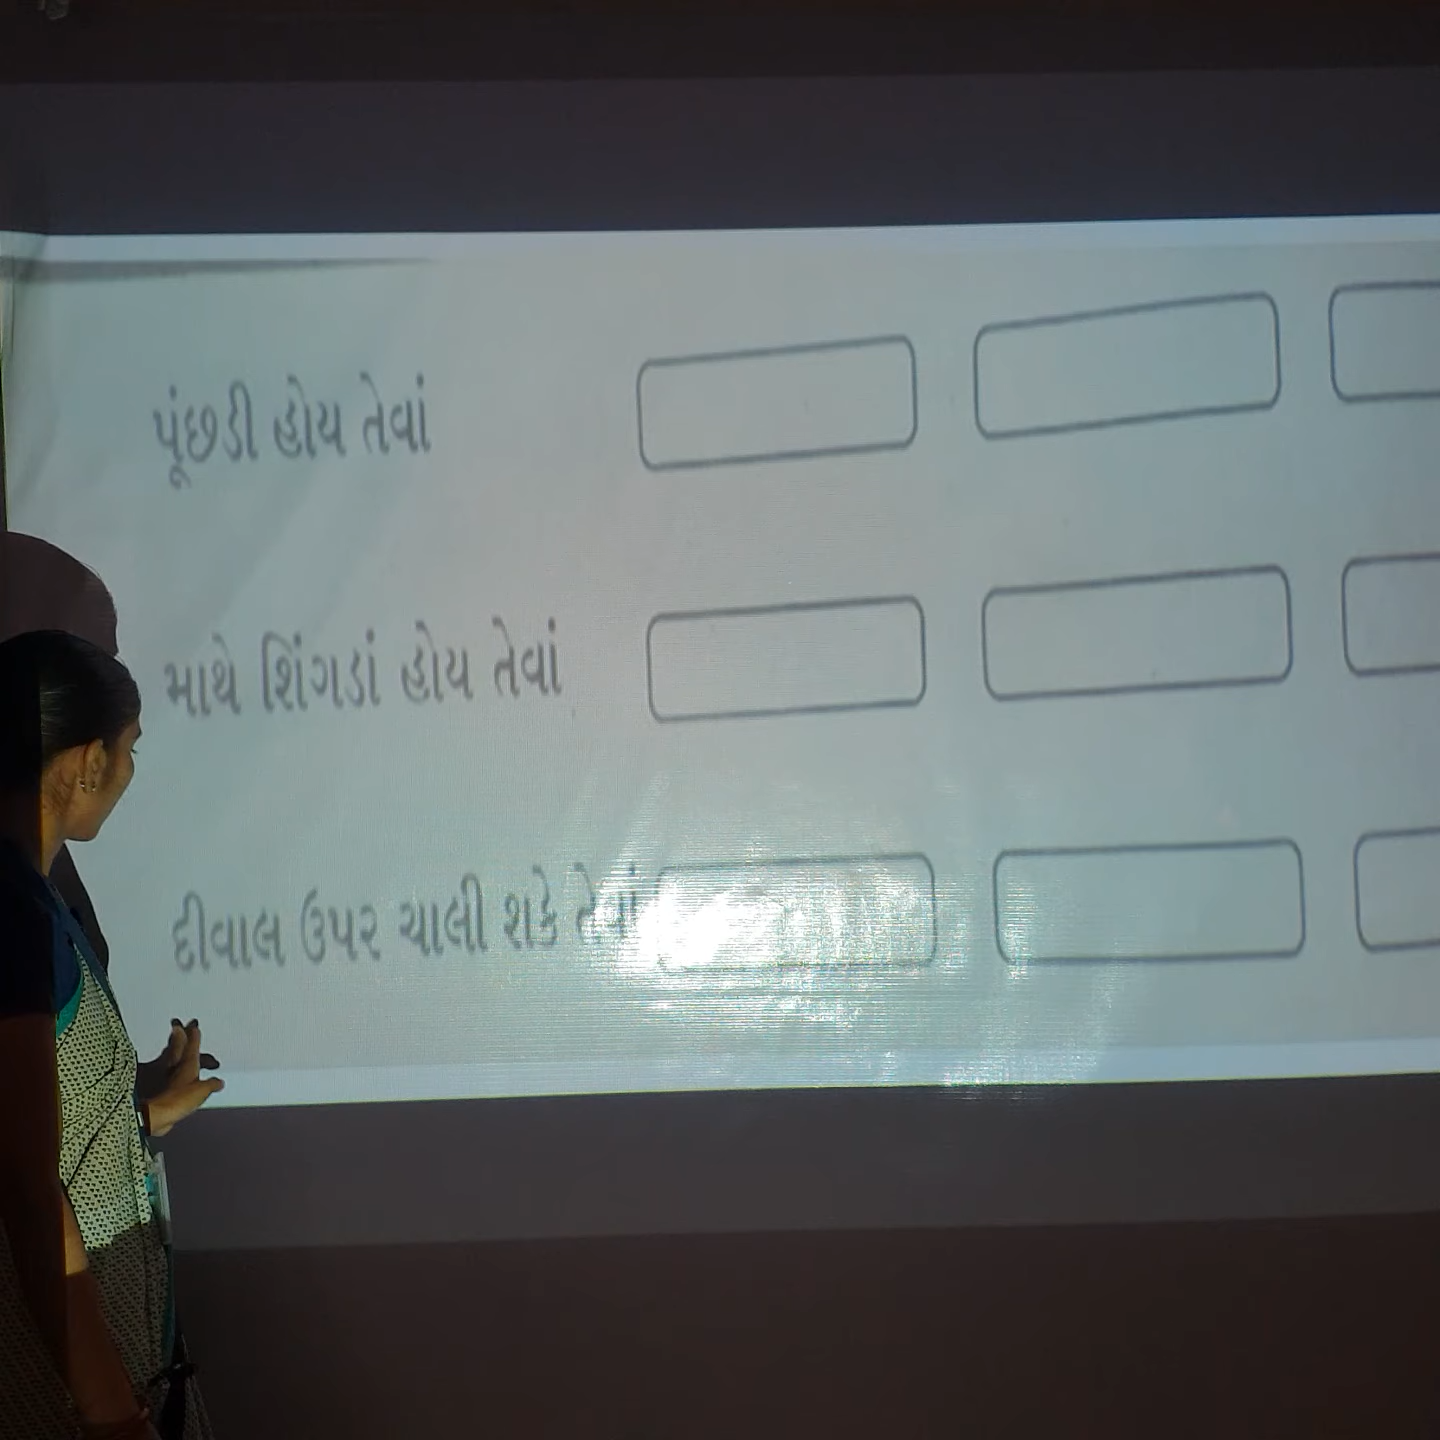 પૂંછડી હોય તેવાં
માથે શિંગડાં હોય તેવાં
દીવાલ ઉપર ચાલી શકે તેવાં